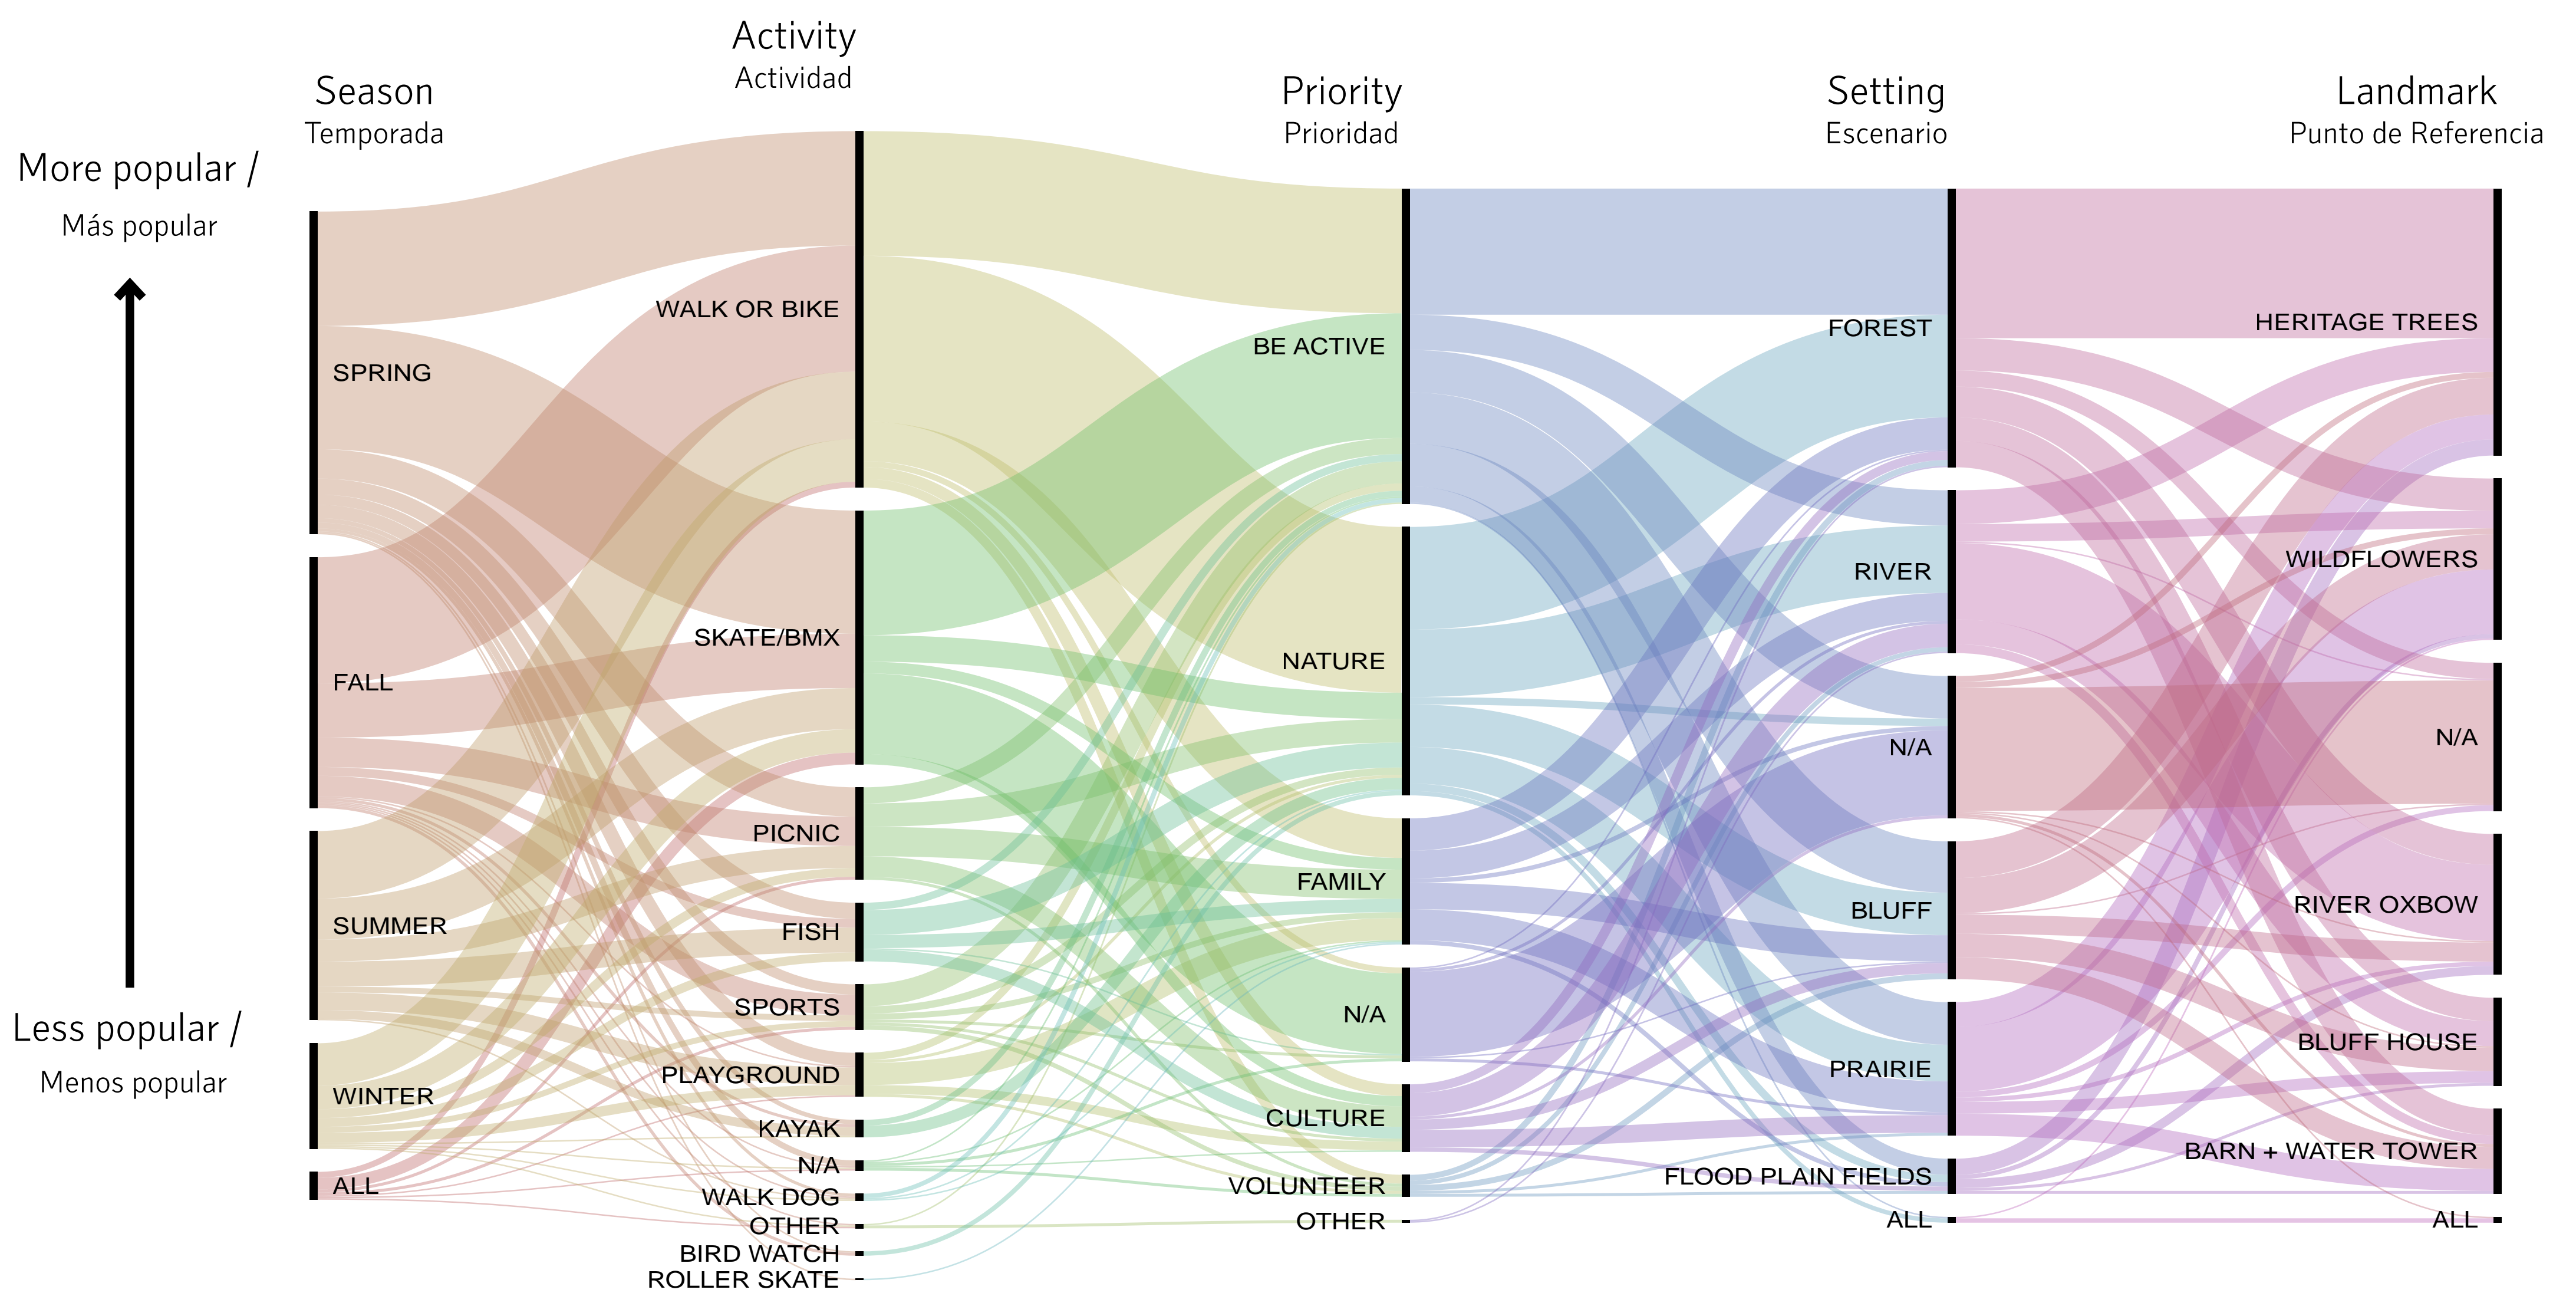 Season
Temporada
Activity
Actividad
Priority
Prioridad
Setting
Escenario
Landmark
Punto de Referencia
More popular /
Más popular
Less popular /
Menos popular
SPRING
FALL
SUMMER
WINTER
ALL
WALK OR BIKE
SKATE/BMX
PICNIC
FISH
SPORTS
PLAYGROUND
KAYAK
N/A
WALK DOG
OTHER
BIRD WATCH
ROLLER SKATE
BE ACTIVE
NATURE
FAMILY
N/A
CULTURE
VOLUNTEER
OTHER
FOREST
RIVER
N/A
BLUFF
PRAIRIE
FLOOD PLAIN FIELDS
ALL
HERITAGE TREES
WILDFLOWERS
N/A
RIVER OXBOW
BLUFF HOUSE
BARN + WATER TOWER
ALL